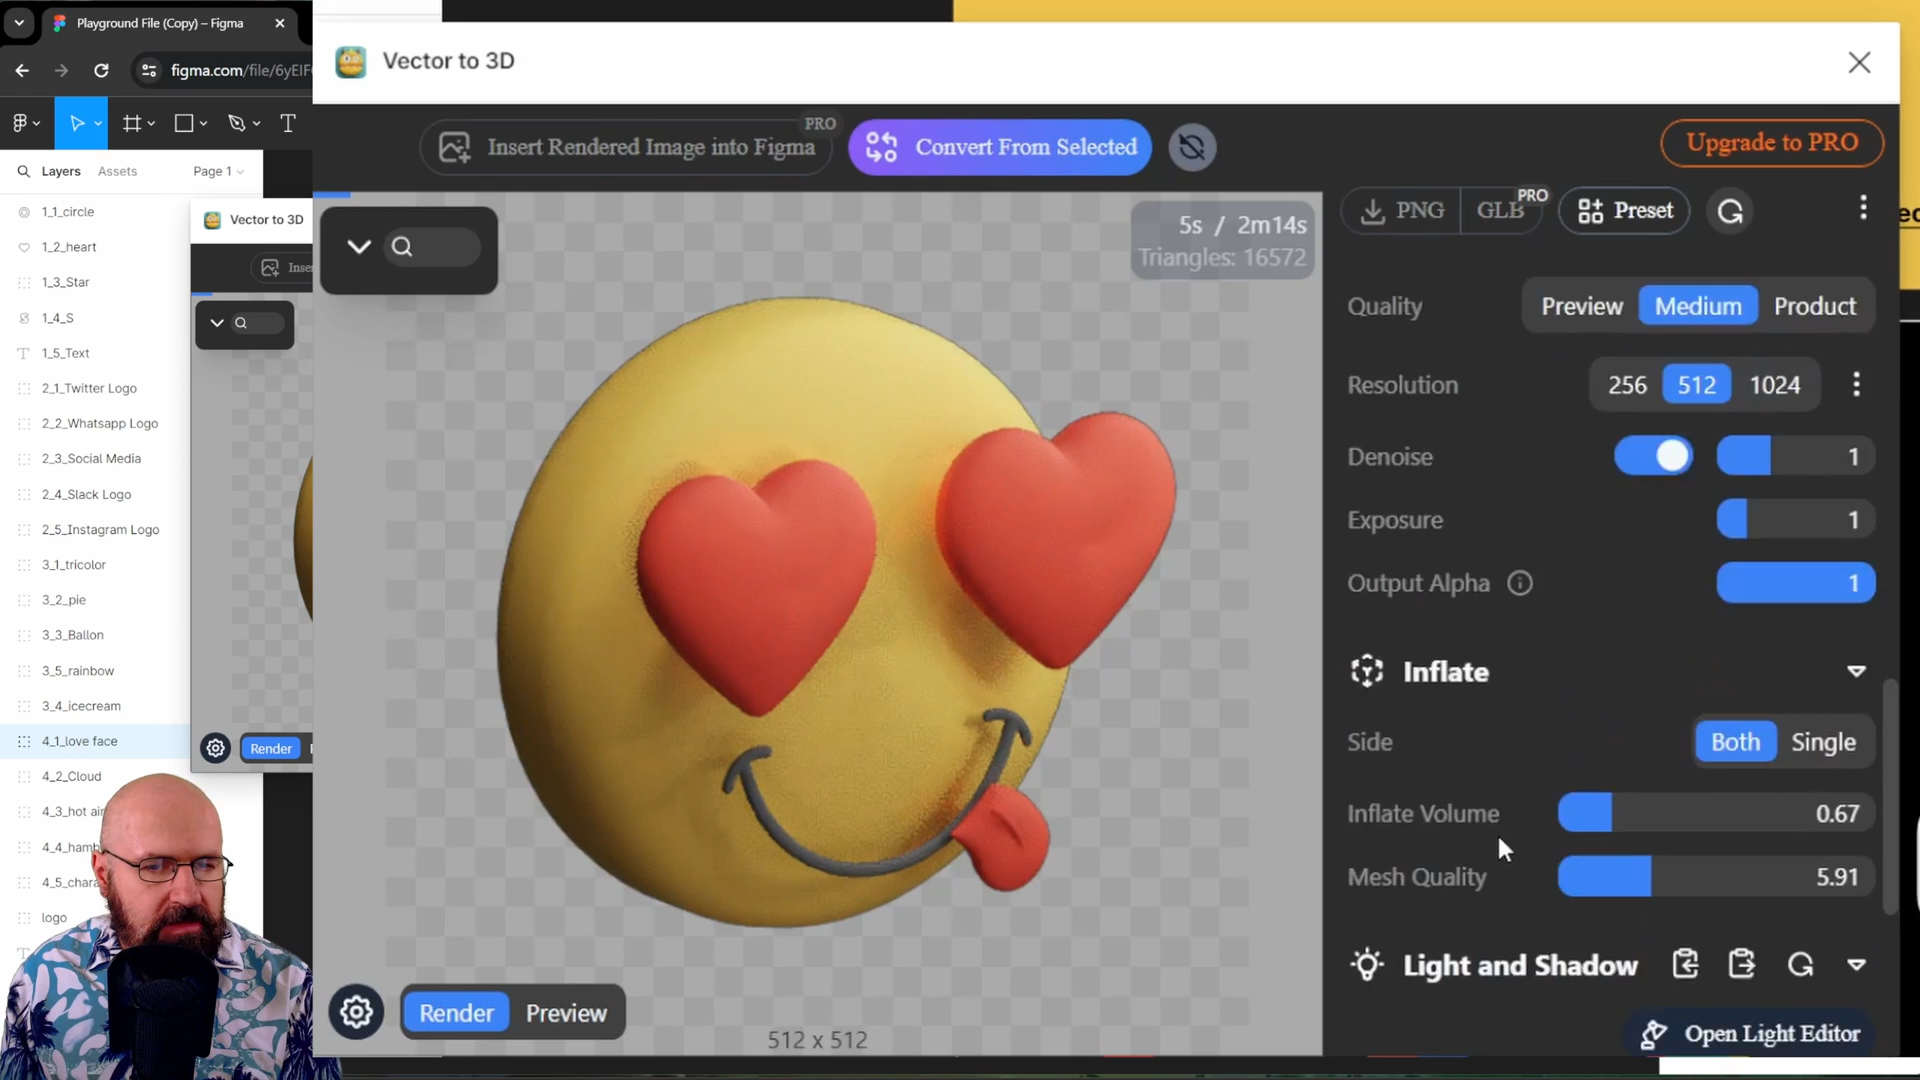 Playground File (Copy) – Figma
figma.com/file/6yEIF
Layers
Assets
Page 1
1_1_circle
1_2_heart
1_3_Star
1_4_S
1_5_Text
2_1_Twitter Logo
2_2_Whatsapp Logo
2_3_Social Media
2_4_Slack Logo
2_5_Instagram Logo
3_1_tricolor
3_2_pie
3_3_Ballon
3_5_rainbow
3_4_icecream
4_1_love face
4_2_Cloud
4_3_hot air
4_4_hamb
4_5_chara
logo
Vector to 3D
Inse
Render
Vector to 3D
Insert Rendered Image into Figma
PRO
Convert From Selected
Upgrade to PRO
5s / 2m14s
Triangles: 16572
PNG
GLB
PRO
Preset
Quality
Preview
Medium
Product
Resolution
256
512
1024
Denoise
1
Exposure
1
Output Alpha
1
Inflate
Side
Both
Single
Inflate Volume
0.67
Mesh Quality
5.91
Light and Shadow
Open Light Editor
Render
Preview
512 x 512